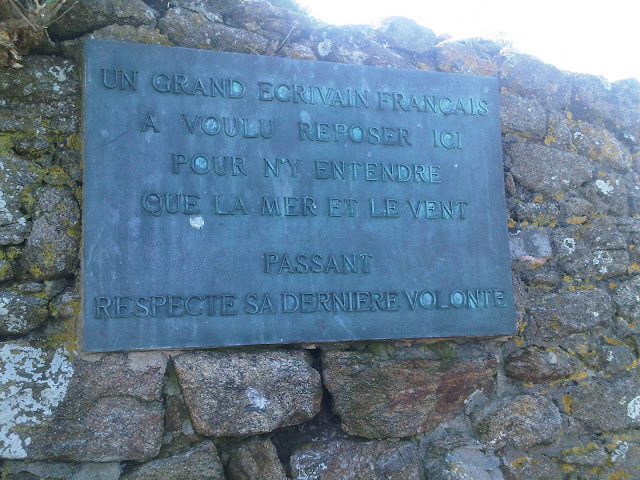 UN GRAND ECRIVAIN FRANÇAIS
A VOULU REPOSER ICI
POUR N'Y ENTENDRE
QUE LA MER ET LE VENT
PASSANT
RESPECTE SA DERNIERE VOLONTE